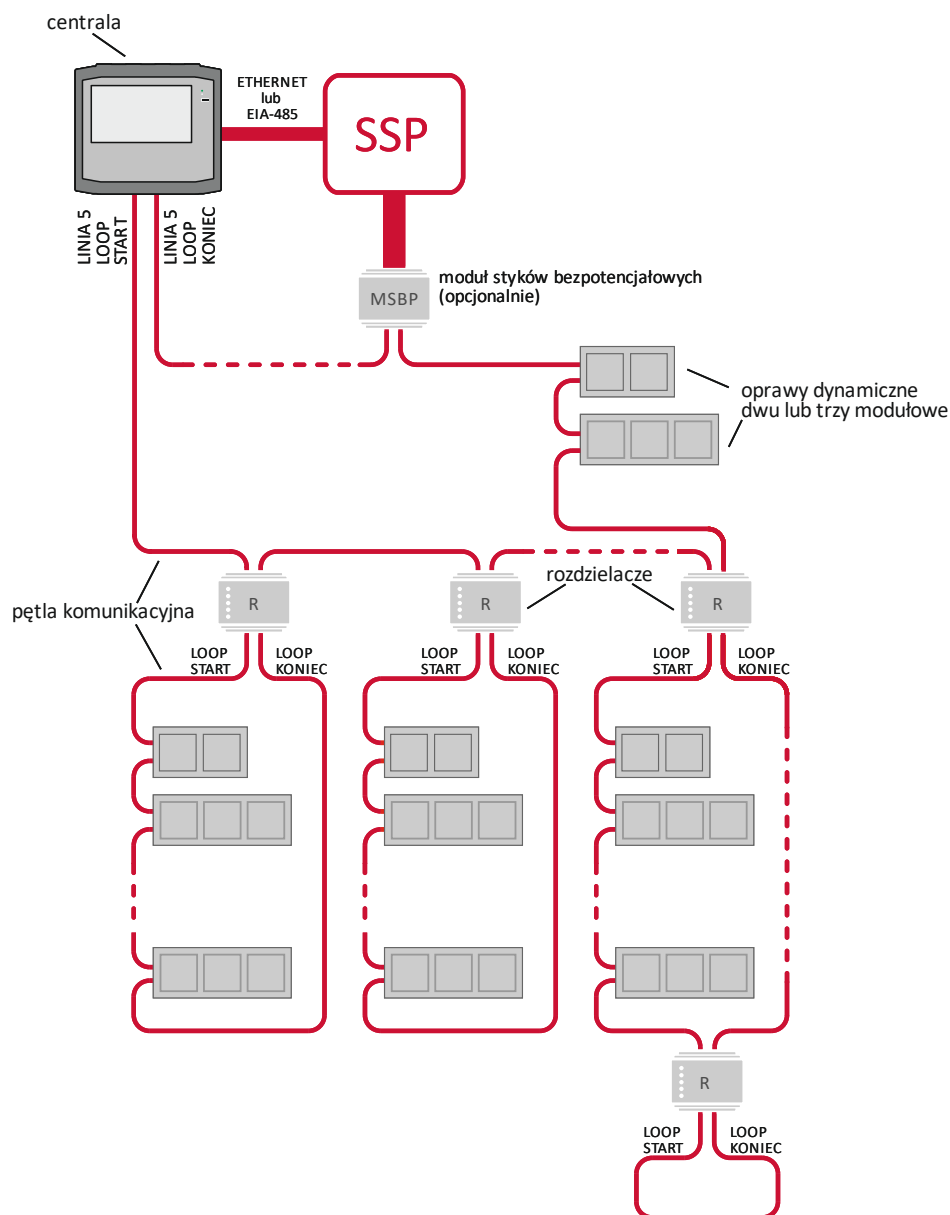 centrala
ETHERNET
lub
EIA-485
SSP
LINIA 5
LOOP
START
LINIA 5
LOOP
KONIEC
MSBP
moduł styków bezpotencjałowych
(opcjonalnie)
oprawy dynamiczne
dwu lub trzy modułowe
pętla komunikacyjna
rozdzielacze
R
R
R
LOOP
START
LOOP
KONIEC
LOOP
START
LOOP
KONIEC
LOOP
START
LOOP
KONIEC
R
LOOP
START
LOOP
KONIEC